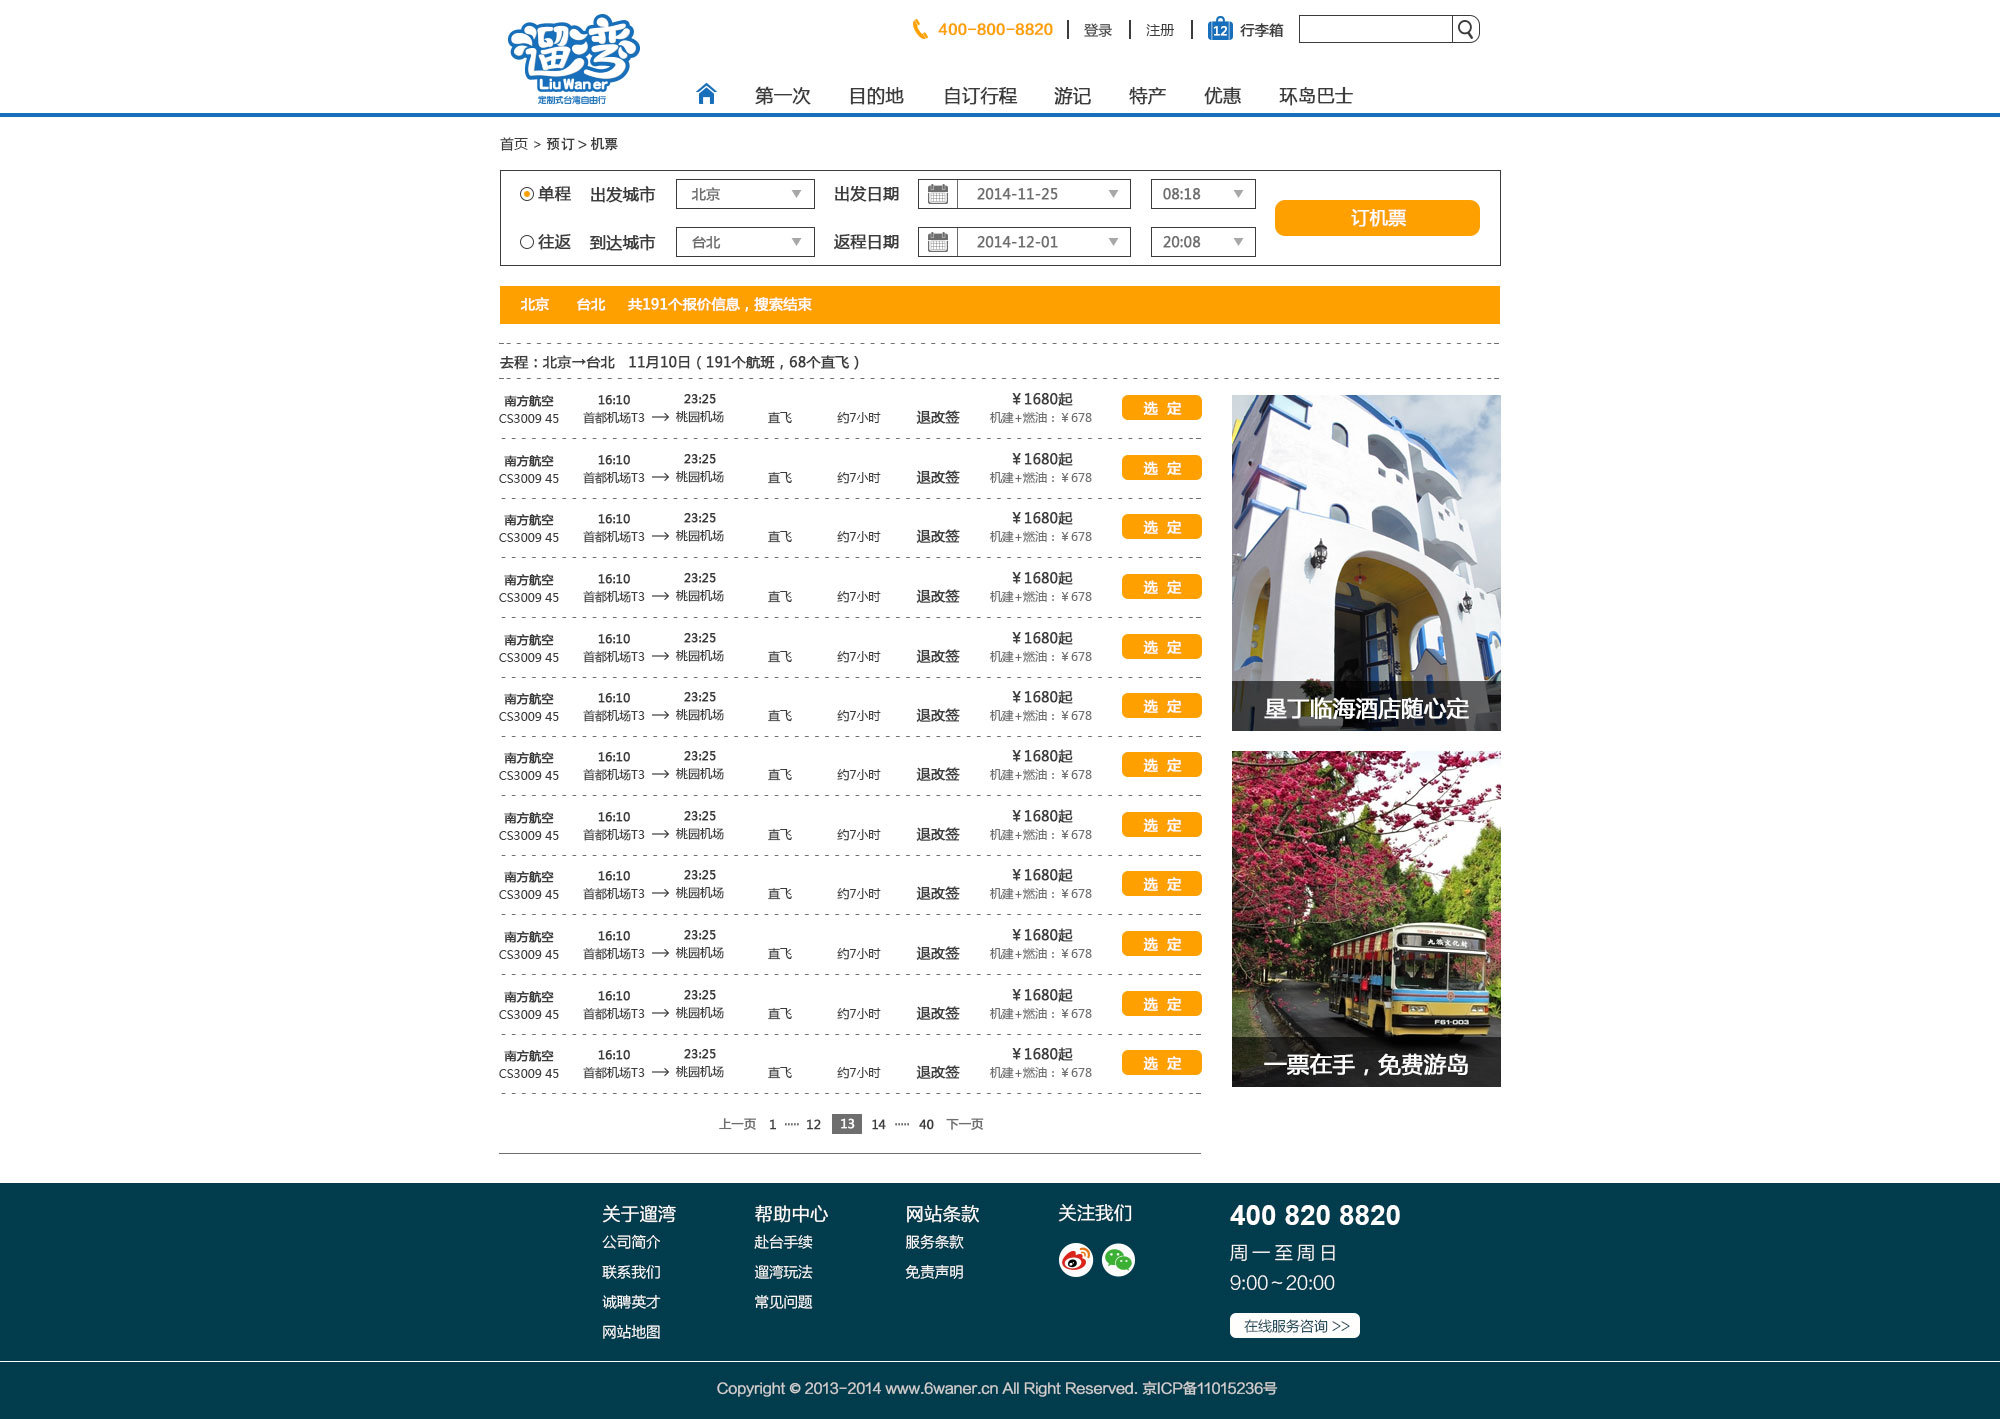 遛湾
Liu Wan er
定制式台湾自由行
400-800-8820 登录 注册 12 行李箱
第一次 目的地 自订行程 游记 特产 优惠 环岛巴士
首页 > 预订 > 机票
单程 出发城市 北京 出发日期 2014-11-25 08:18
订机票
往返 到达城市 台北 返程日期 2014-12-01 20:08
北京 台北 共191个报价信息，搜索结束
去程：北京→台北 11月10日（191个航班，68个直飞）
南方航空 16:10 23:25 ¥1680起 选 定
CS3009 45 首都机场T3 → 桃园机场 直飞 约7小时 退改签 机建+燃油：¥678
南方航空 16:10 23:25 ¥1680起 选 定
CS3009 45 首都机场T3 → 桃园机场 直飞 约7小时 退改签 机建+燃油：¥678
南方航空 16:10 23:25 ¥1680起 选 定
CS3009 45 首都机场T3 → 桃园机场 直飞 约7小时 退改签 机建+燃油：¥678
南方航空 16:10 23:25 ¥1680起 选 定
CS3009 45 首都机场T3 → 桃园机场 直飞 约7小时 退改签 机建+燃油：¥678
南方航空 16:10 23:25 ¥1680起 选 定
CS3009 45 首都机场T3 → 桃园机场 直飞 约7小时 退改签 机建+燃油：¥678
南方航空 16:10 23:25 ¥1680起 选 定
CS3009 45 首都机场T3 → 桃园机场 直飞 约7小时 退改签 机建+燃油：¥678
南方航空 16:10 23:25 ¥1680起 选 定
CS3009 45 首都机场T3 → 桃园机场 直飞 约7小时 退改签 机建+燃油：¥678
南方航空 16:10 23:25 ¥1680起 选 定
CS3009 45 首都机场T3 → 桃园机场 直飞 约7小时 退改签 机建+燃油：¥678
南方航空 16:10 23:25 ¥1680起 选 定
CS3009 45 首都机场T3 → 桃园机场 直飞 约7小时 退改签 机建+燃油：¥678
南方航空 16:10 23:25 ¥1680起 选 定
CS3009 45 首都机场T3 → 桃园机场 直飞 约7小时 退改签 机建+燃油：¥678
南方航空 16:10 23:25 ¥1680起 选 定
CS3009 45 首都机场T3 → 桃园机场 直飞 约7小时 退改签 机建+燃油：¥678
南方航空 16:10 23:25 ¥1680起 选 定
CS3009 45 首都机场T3 → 桃园机场 直飞 约7小时 退改签 机建+燃油：¥678
垦丁临海酒店随心定
九族文化村
F61-003
一票在手，免费游岛
上一页 1 ····· 12 13 14 ····· 40 下一页
关于遛湾
公司简介
联系我们
诚聘英才
网站地图
帮助中心
赴台手续
遛湾玩法
常见问题
网站条款
服务条款
免责声明
关注我们
400 820 8820
周一至周日
9:00~20:00
在线服务咨询 >>
Copyright © 2013-2014 www.6waner.cn All Right Reserved. 京ICP备11015236号